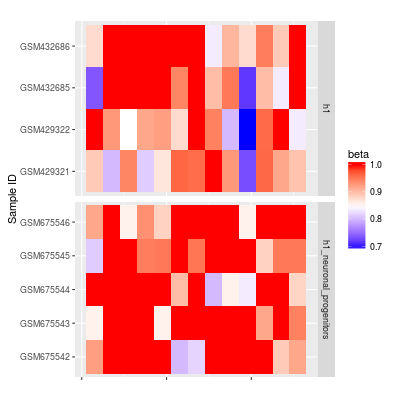 GSM432686
GSM432685
GSM429322
GSM429321
h1
GSM675546
GSM675545
GSM675544
GSM675543
GSM675542
h1_neuronal_progenitors
Sample ID
beta
1.0
0.9
0.8
0.7